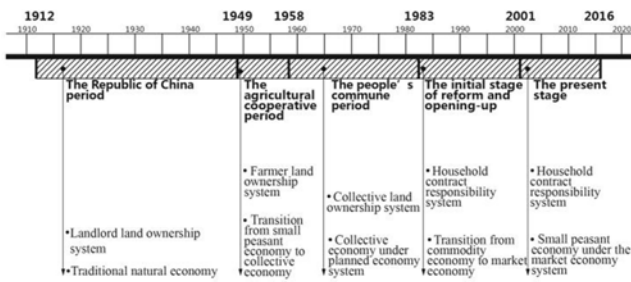 1912 1949 1958 1983 2001 2016
1910 1920 1930 1940 1950 1960 1970 1980 1990 2000 2010 2020
The Republic of China
period
The
agricultural
cooperative
period
The people's
commune
period
The initial stage
of reform and
opening-up
The present
stage
•Landlord land ownership
system
•Traditional natural economy
• Farmer land
ownership
system
• Transition
from small
peasant
economy to
collective
economy
•Collective land
ownership system
• Collective
economy under
planned economy
system
• Household
contract
responsibility
system
• Transition from
commodity
economy to market
economy
• Household
contract
responsibility
system
• Small peasant
economy under the
market economy
system